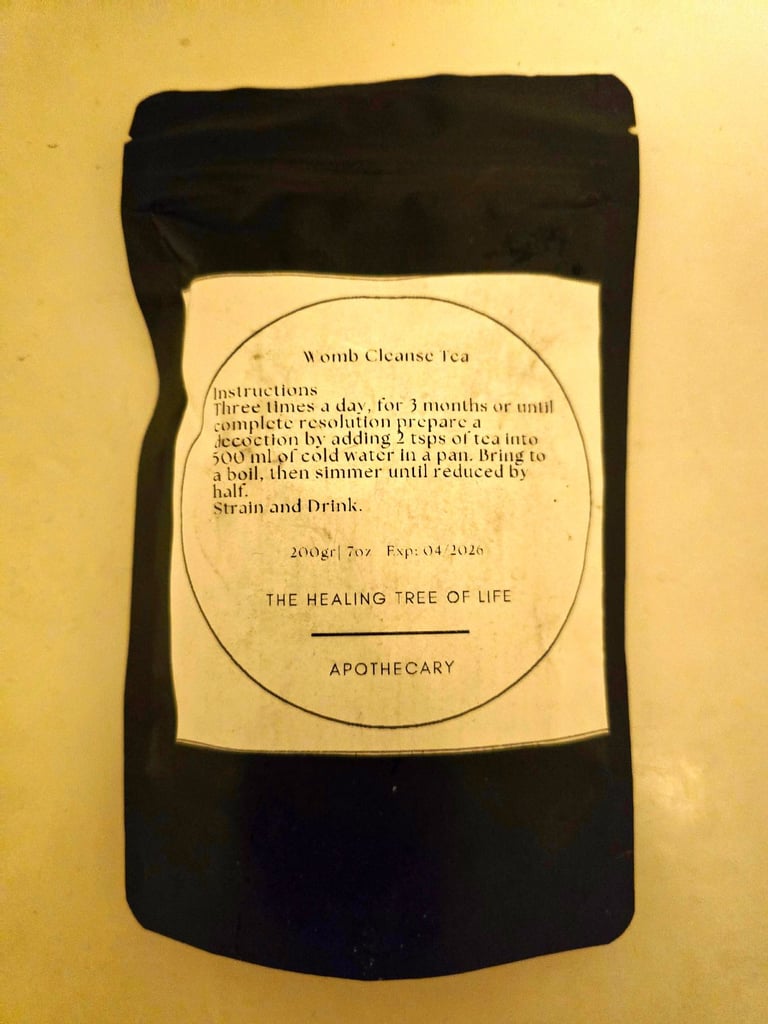 Womb Cleanse Tea
Instructions
Three times a day, for 3 months or until
complete resolution prepare a
decoction by adding 2 tsps of tea into
500 ml of cold water in a pan. Bring to
a boil, then simmer until reduced by
half.
Strain and Drink.
200gr| 7oz Exp: 04/2026
THE HEALING TREE OF LIFE
APOTHECARY